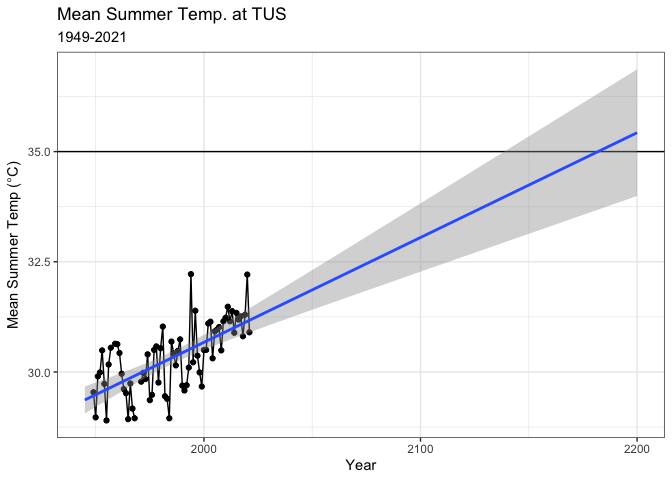 Mean Summer Temp. at TUS
1949-2021
Mean Summer Temp (°C)
35.0
32.5
30.0
2000
2100
2200
Year